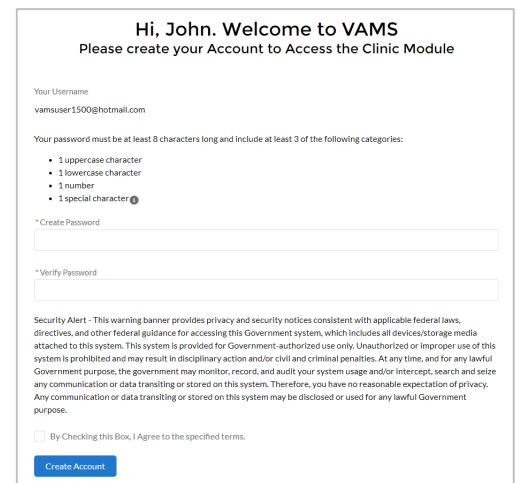 Hi, John. Welcome to VAMS
Please create your Account to Access the Clinic Module
Your Username
vamsuser1500@hotmail.com
Your password must be at least 8 characters long and include at least 3 of the following categories:
• 1 uppercase character
• 1 lowercase character
• 1 number
• 1 special character
* Create Password
* Verify Password
Security Alert - This warning banner provides privacy and security notices consistent with applicable federal laws,
directives, and other federal guidance for accessing this Government system, which includes all devices/storage media
attached to this system. This system is provided for Government-authorized use only. Unauthorized or improper use of this
system is prohibited and may result in disciplinary action and/or civil and criminal penalties. At any time, and for any lawful
Government purpose, the government may monitor, record, and audit your system usage and/or intercept, search and seize
any communication or data transiting or stored on this system. Therefore, you have no reasonable expectation of privacy.
Any communication or data transiting or stored on this system may be disclosed or used for any lawful Government
purpose.
By Checking this Box, I Agree to the specified terms.
Create Account